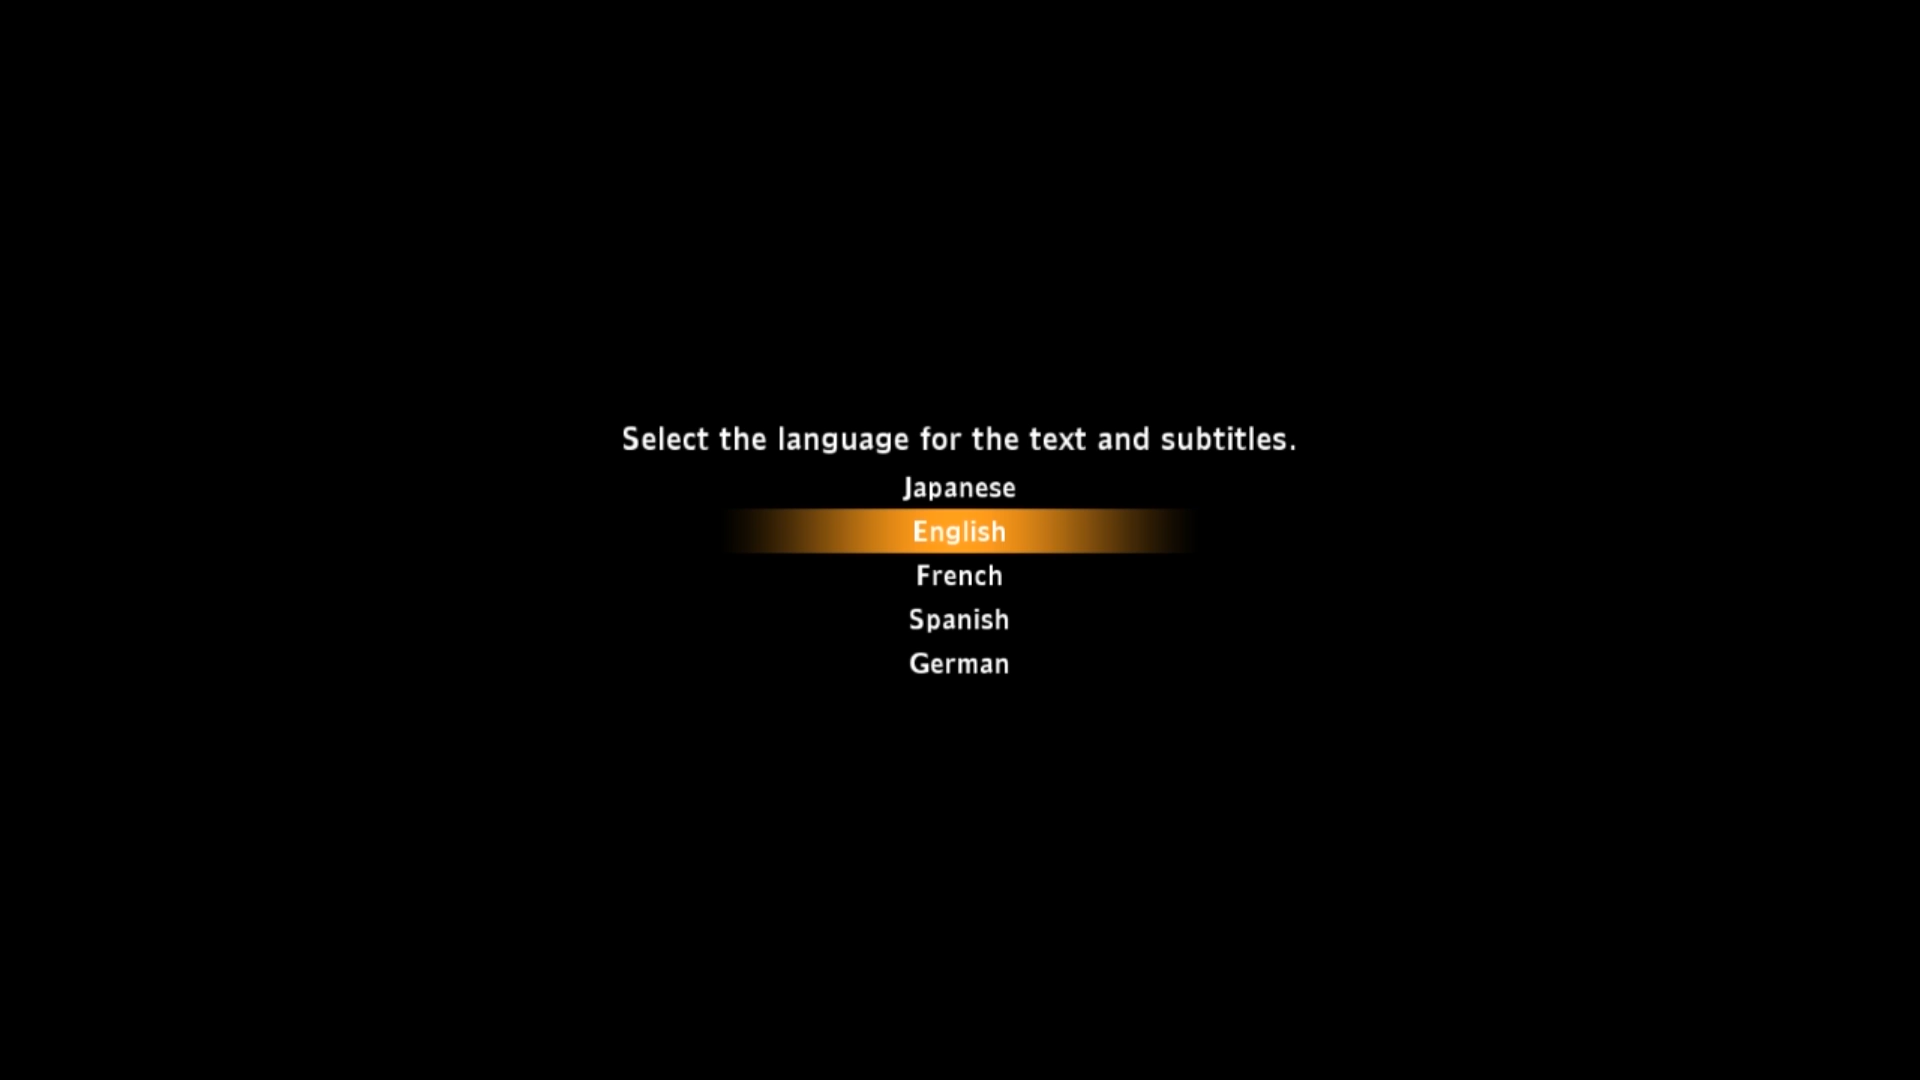 Select the language for the text and subtitles.
Japanese
English
French
Spanish
German